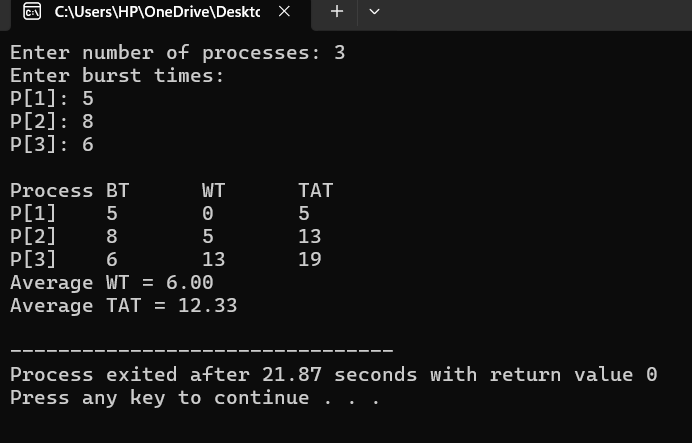 C:\Users\HP\OneDrive\Deskto
Enter number of processes: 3
Enter burst times:
P[1]: 5
P[2]: 8
P[3]: 6
Process BT WT TAT
P[1] 5 0 5
P[2] 8 5 13
P[3] 6 13 19
Average WT = 6.00
Average TAT = 12.33
--------------------------------
Process exited after 21.87 seconds with return value 0
Press any key to continue . . .